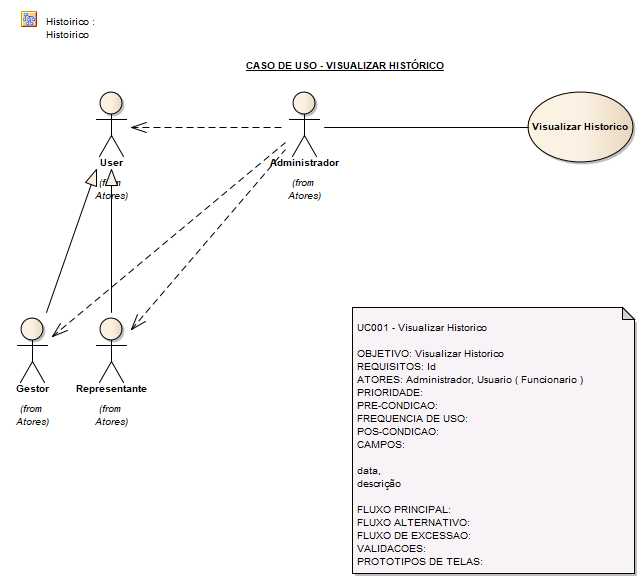 Histoirico :
Histoirico
CASO DE USO - VISUALIZAR HISTÓRICO
Visualizar Historico
User
Administrador
(from
Atores)
(from
Atores)
Gestor
Representante
(from
Atores)
(from
Atores)
UC001 - Visualizar Historico
OBJETIVO: Visualizar Historico
REQUISITOS: Id
ATORES: Administrador, Usuario ( Funcionario )
PRIORIDADE:
PRE-CONDICAO:
FREQUENCIA DE USO:
POS-CONDICAO:
CAMPOS:
data,
descrição
FLUXO PRINCIPAL:
FLUXO ALTERNATIVO:
FLUXO DE EXCESSAO:
VALIDACOES:
PROTOTIPOS DE TELAS: